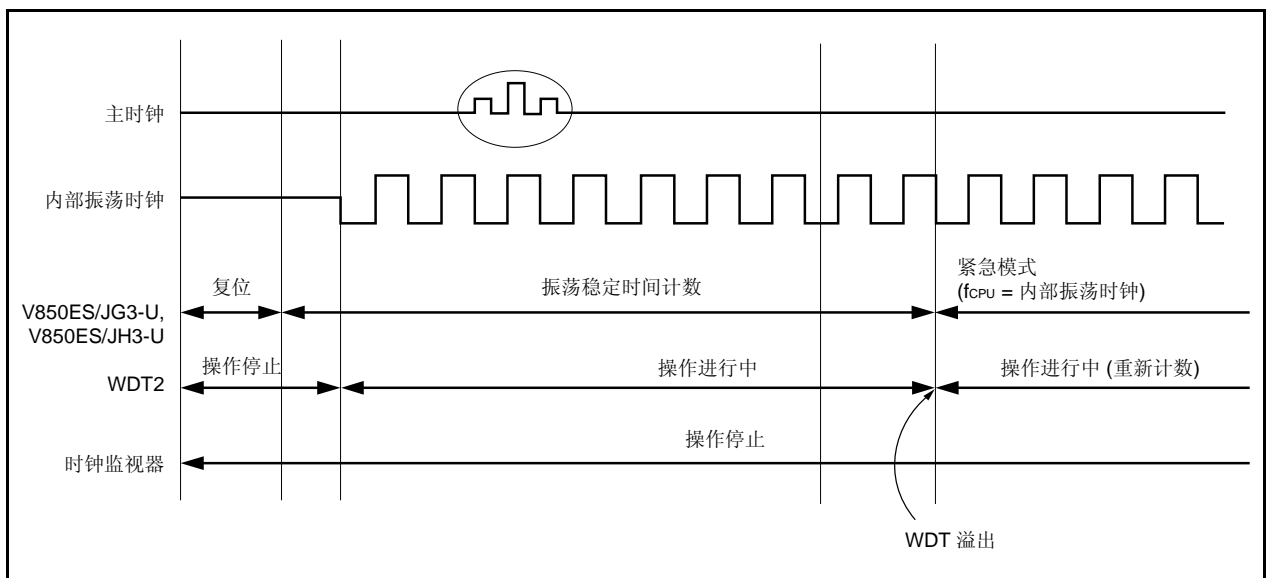 主时钟
内部振荡时钟
复位
振荡稳定时间计数
紧急模式
(fCPU = 内部振荡时钟)
V850ES/JG3-U,
V850ES/JH3-U
操作停止
操作进行中
操作进行中 (重新计数)
WDT2
操作停止
时钟监视器
WDT 溢出